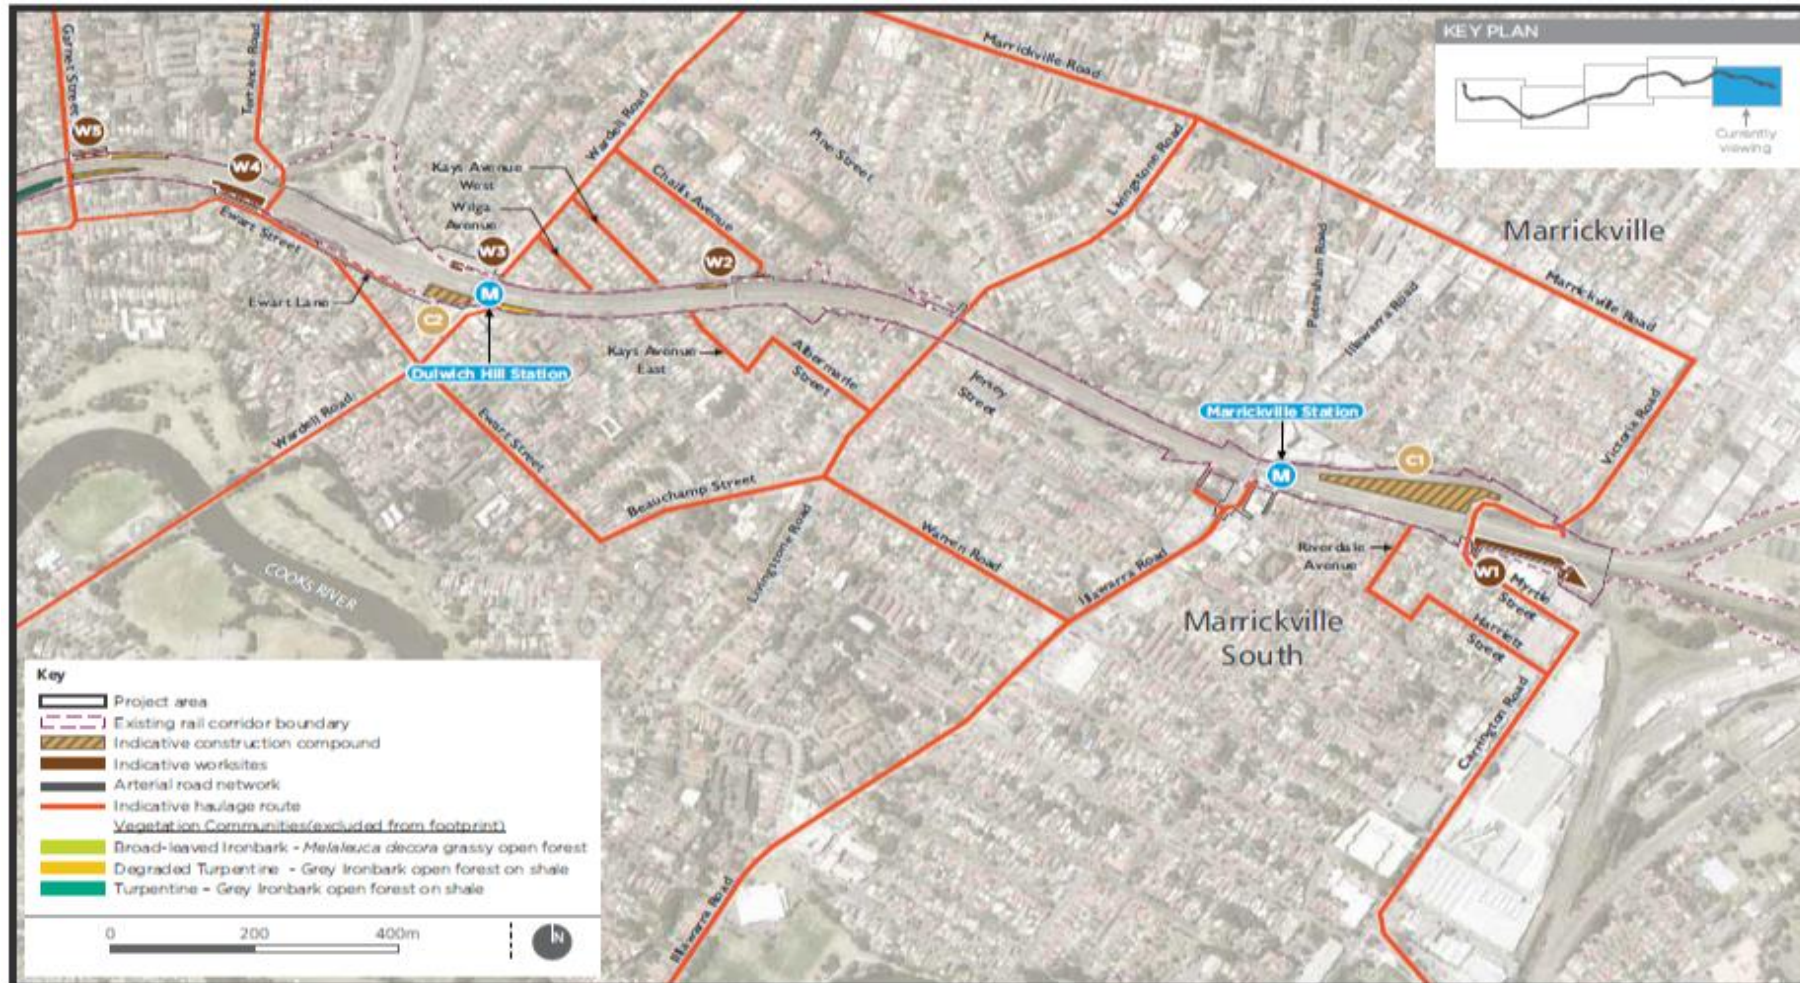 KEY PLAN
Currently
viewing
Garnet Street
Terrace Road
Wardell Road
Marrickville Road
Pine Street
Livingstone Road
Petersham Road
Illawarra Road
Marrickville
Marrickville Road
Victoria Road
W5
W4
Kays Avenue
West
Wilga
Avenue
Charles Avenue
W3
W2
Ewart Street
Ewart Lane
M
C2
Dulwich Hill Station
Kays Avenue
East
Albermarle
Street
Jersey
Street
Marrickville Station
M
C1
Wardell Road
Ewart Street
Beauchamp Street
Livingstone Road
Warren Road
Illawarra Road
Riverdale
Avenue
W1
Myrtle
Street
Harriett
Street
Marrickville
South
Carrington Road
COOKS RIVER
Illawarra Road
Key
Project area
Existing rail corridor boundary
Indicative construction compound
Indicative worksites
Arterial road network
Indicative haulage route
Vegetation Communities(excluded from footprint)
Broad-leaved Ironbark - Melaleuca decora grassy open forest
Degraded Turpentine - Grey Ironbark open forest on shale
Turpentine - Grey Ironbark open forest on shale
0 200 400m
N